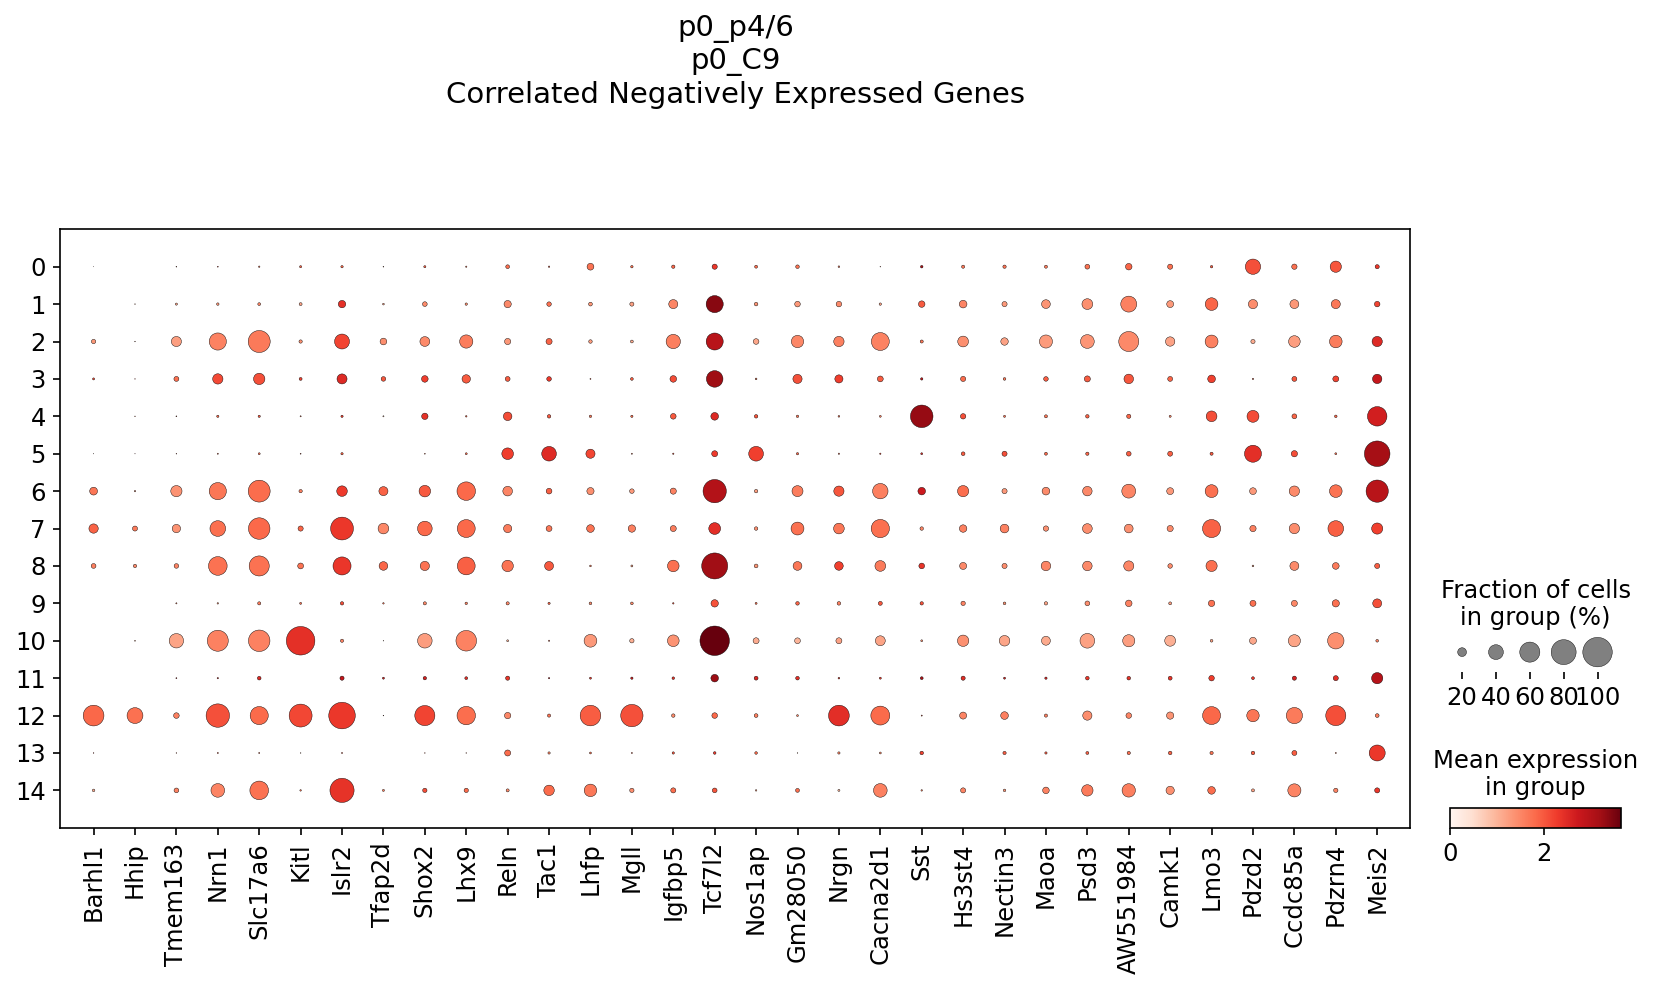 p0_p4/6
p0_C9
Correlated Negatively Expressed Genes
0
1
2
3
4
5
6
7
8
9
10
11
12
13
14
Barhl1 Hhip Tmem163 Nrn1 Slc17a6 Kitl Islr2 Tfap2d Shox2 Lhx9 Reln Tac1 Lhfp Mgll Igfbp5 Tcf7l2 Nos1ap Gm28050 Nrgn Cacna2d1 Sst Hs3st4 Nectin3 Maoa Psd3 AW551984 Camk1 Lmo3 Pdzd2 Ccdc85a Pdzrn4 Meis2
Fraction of cells
in group (%)
20 40 60 80 100
Mean expression
in group
0 2